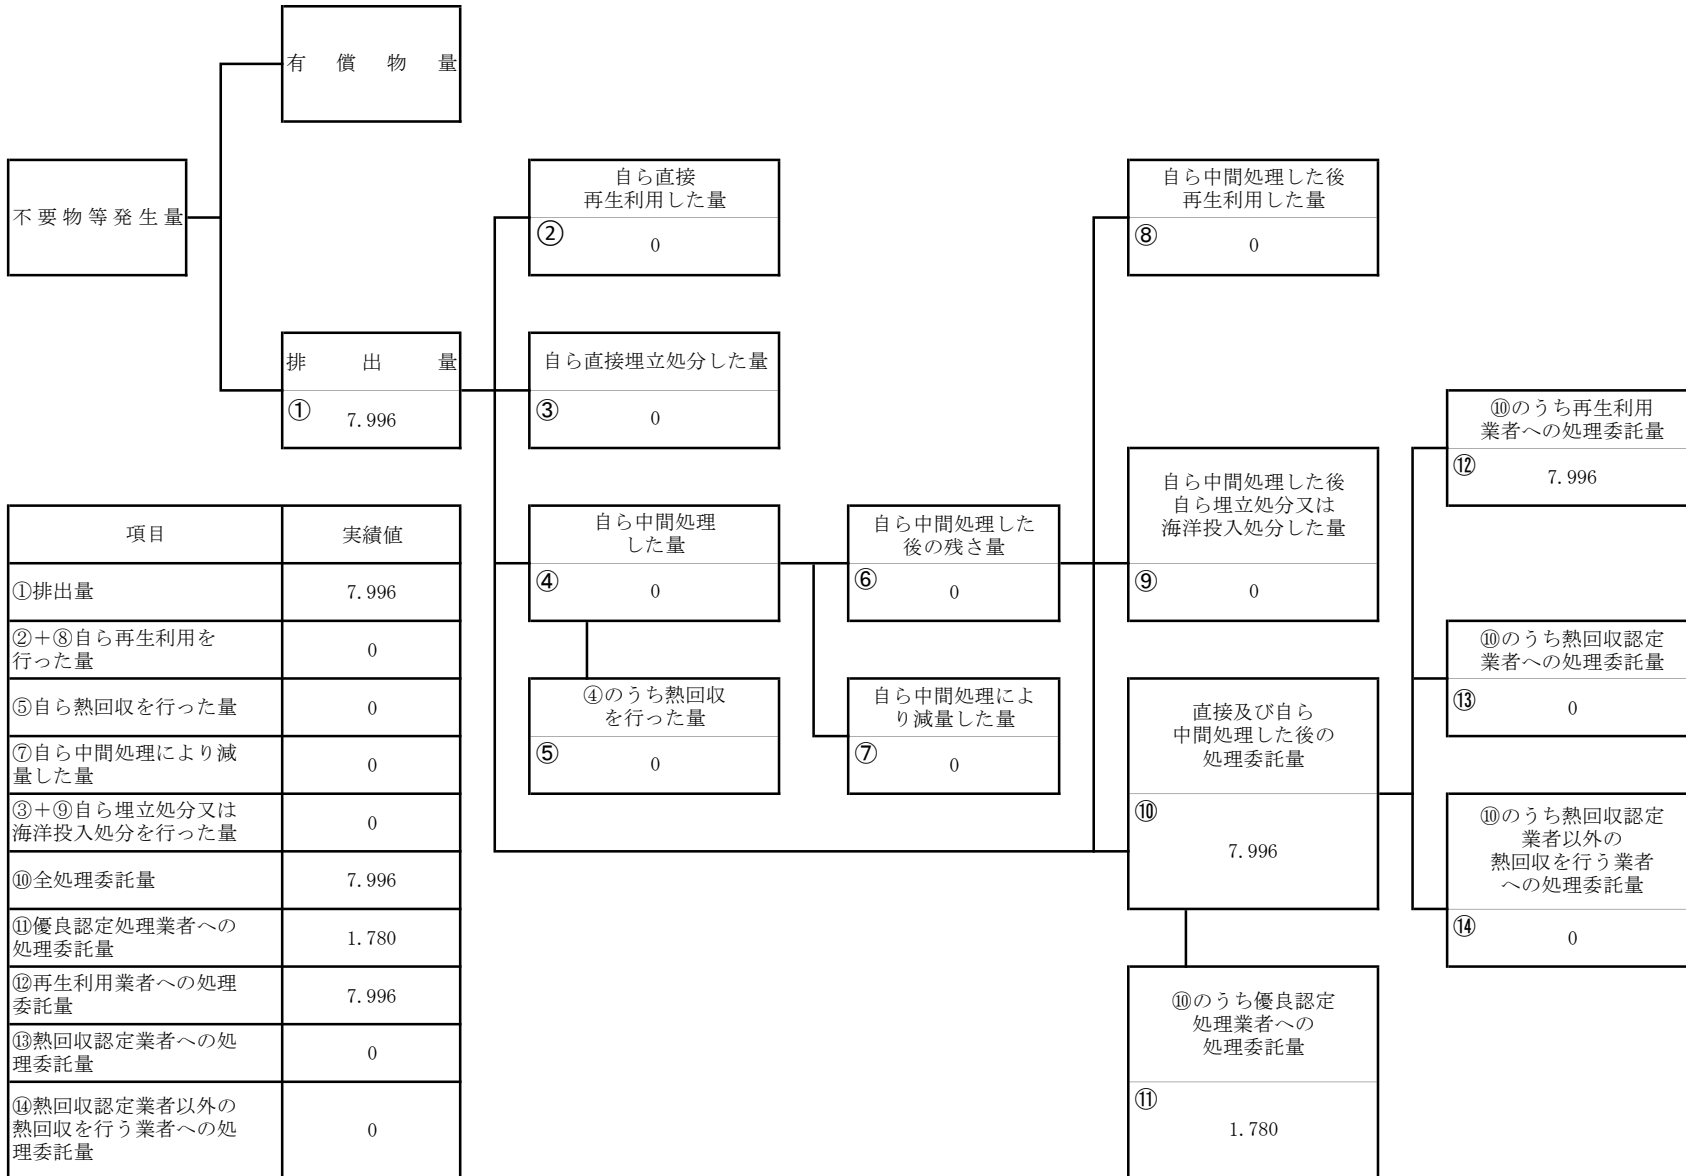 有償物量
不要物等発生量
排出量
①
7.996
自ら直接
再生利用した量
②
0
自ら直接埋立処分した量
③
0
自ら中間処理
した量
④
0
④のうち熱回収
を行った量
⑤
0
自ら中間処理した
後の残さ量
⑥
0
自ら中間処理によ
り減量した量
⑦
0
自ら中間処理した後
再生利用した量
⑧
0
自ら中間処理した後
自ら埋立処分又は
海洋投入処分した量
⑨
0
直接及び自ら
中間処理した後の
処理委託量
⑩
7.996
⑩のうち優良認定
処理業者への
処理委託量
⑪
1.780
⑩のうち再生利用
業者への処理委託量
⑫
7.996
⑩のうち熱回収認定
業者への処理委託量
⑬
0
⑩のうち熱回収認定
業者以外の
熱回収を行う業者
への処理委託量
⑭
0
項目 実績値
①排出量 7.996
②+⑧自ら再生利用を
行った量
0
⑤自ら熱回収を行った量 0
⑦自ら中間処理により減
量した量
0
③+⑨自ら埋立処分又は
海洋投入処分を行った量
0
⑩全処理委託量 7.996
⑪優良認定処理業者への
処理委託量
1.780
⑫再生利用業者への処理
委託量
7.996
⑬熱回収認定業者への処
理委託量
0
⑭熱回収認定業者以外の
熱回収を行う業者への処
理委託量
0